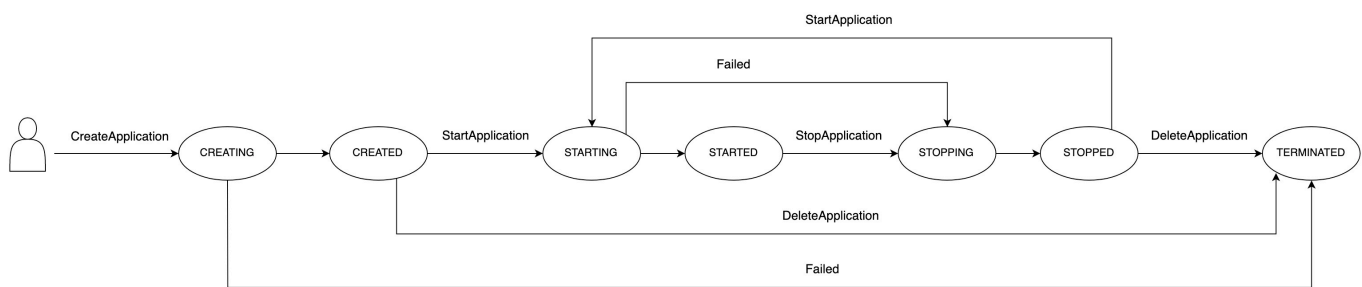 StartApplication
Failed
CreateApplication
StartApplication
StopApplication
DeleteApplication
CREATING
CREATED
STARTING
STARTED
STOPPING
STOPPED
TERMINATED
DeleteApplication
Failed